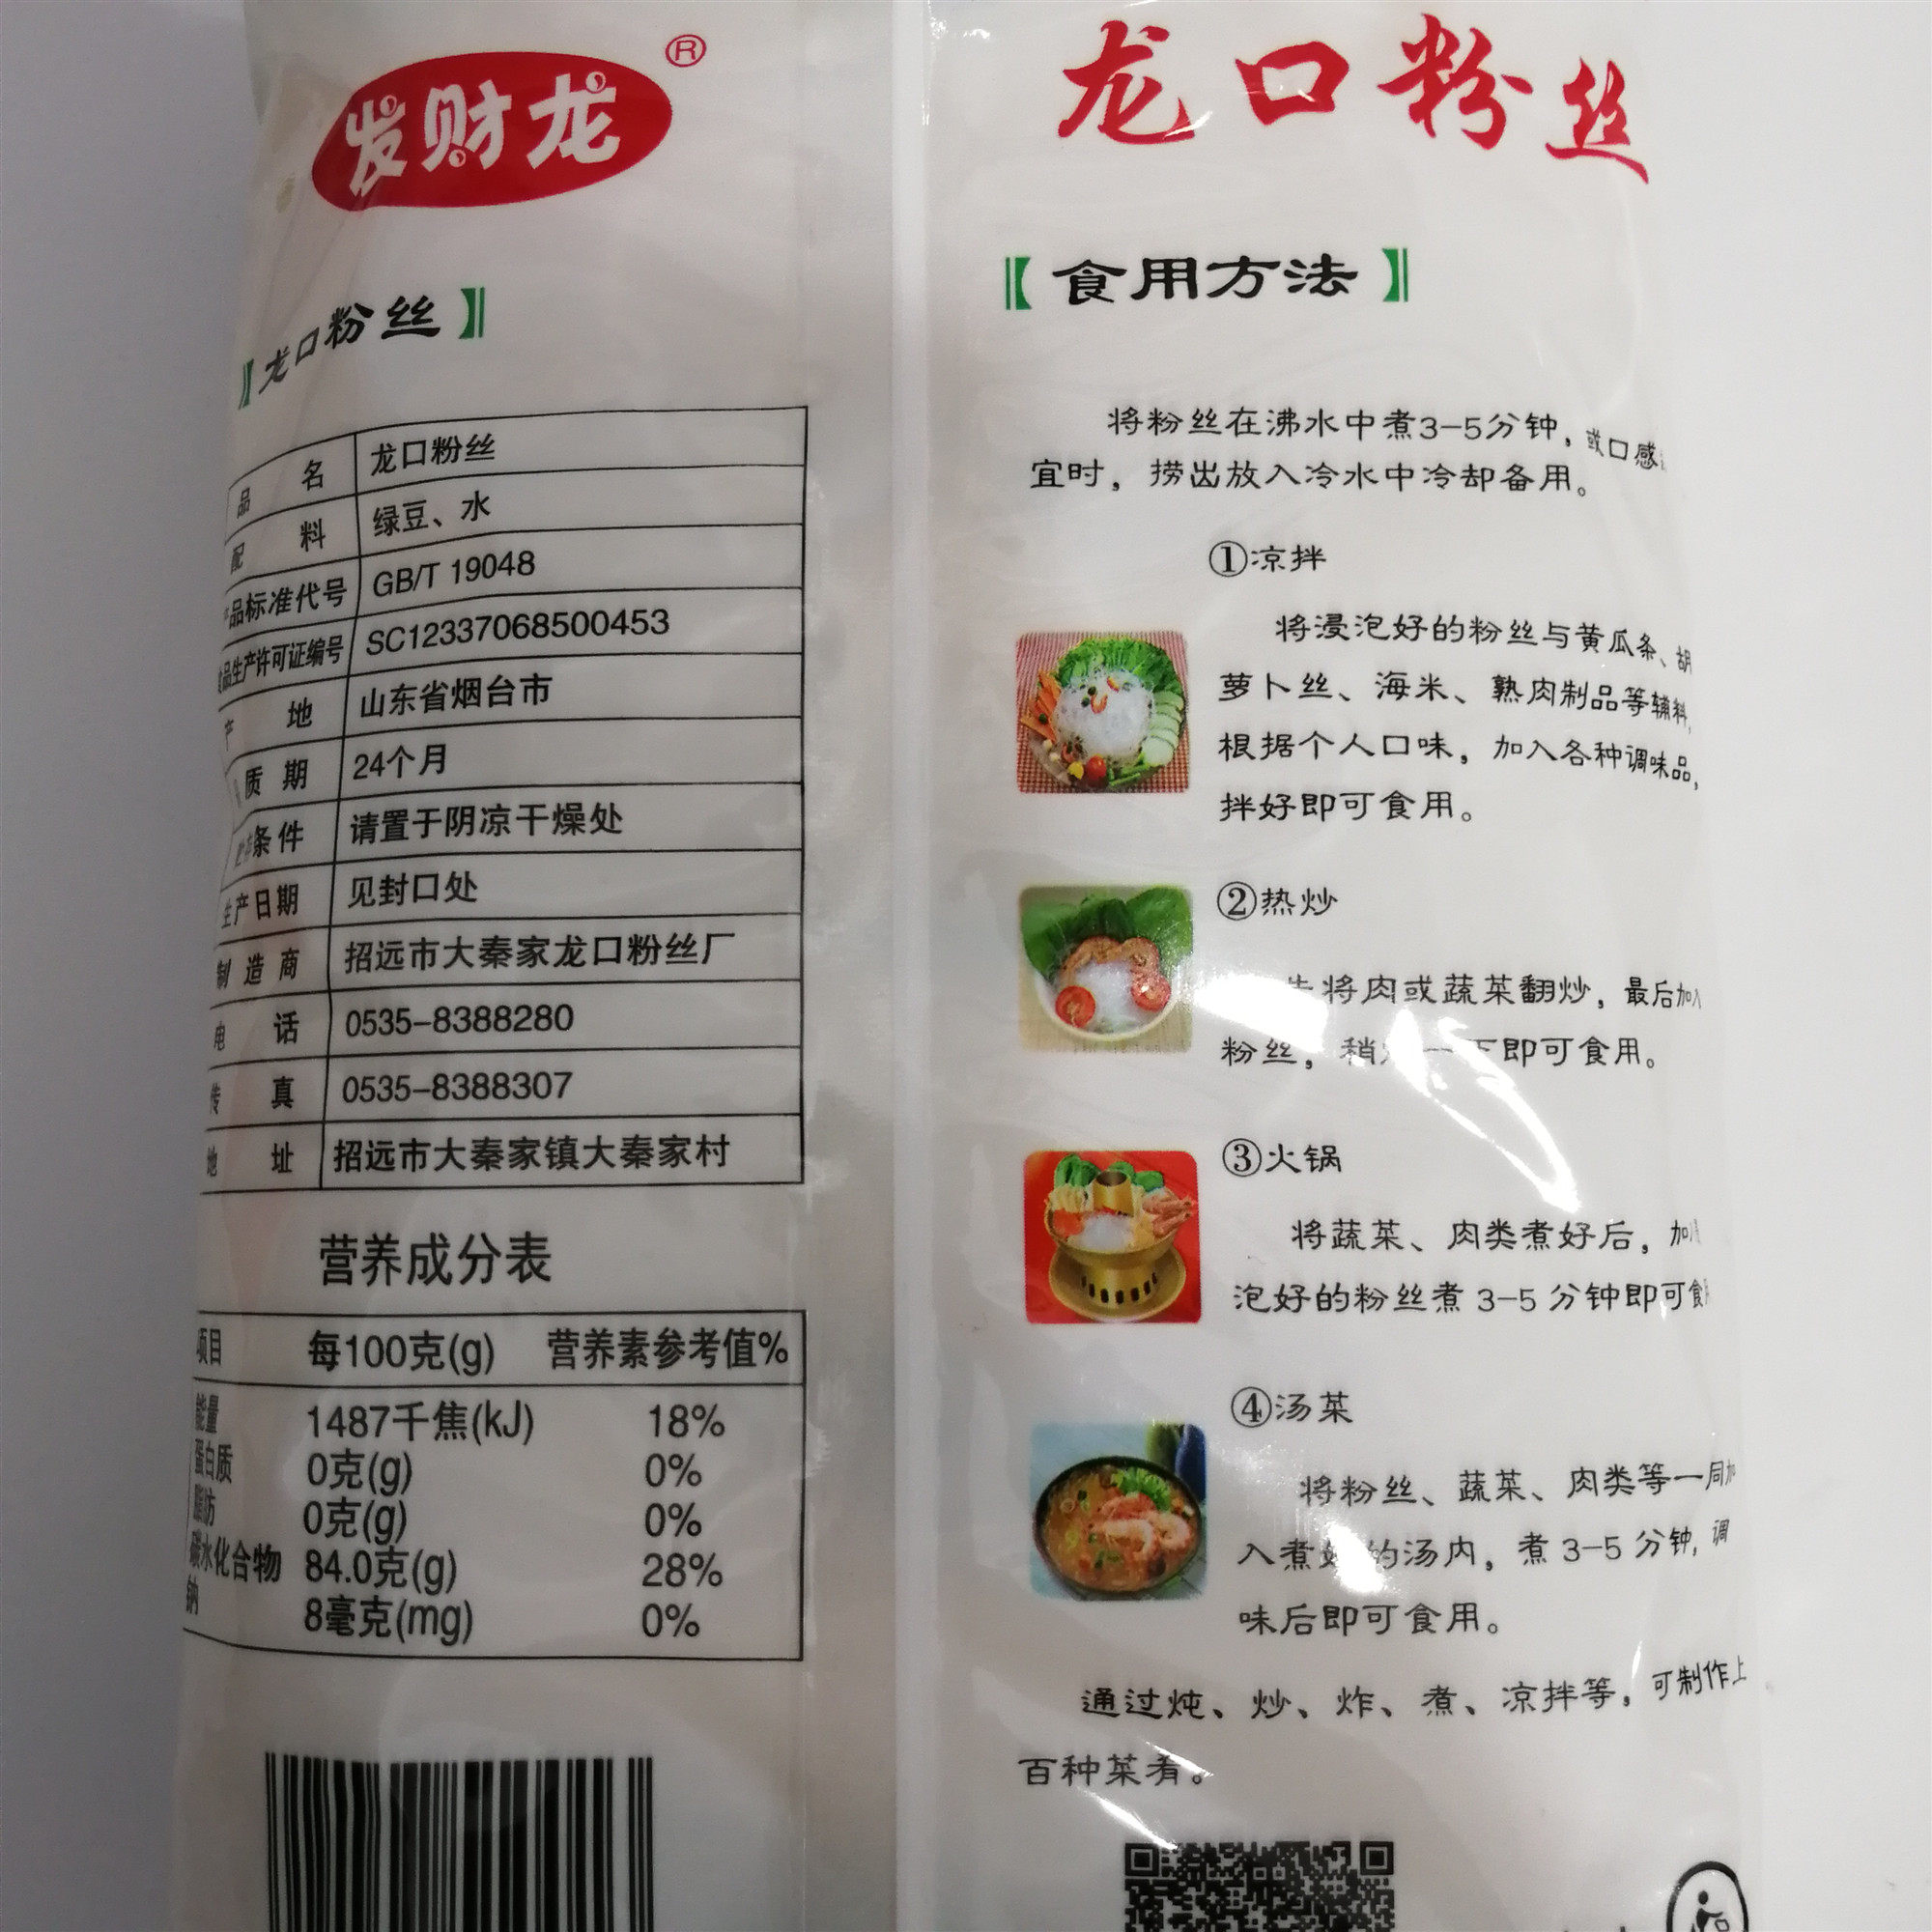 发财龙®
【龙口粉丝】
品名 龙口粉丝
配料 绿豆、水
产品标准代号 GB/T 19048
食品生产许可证编号 SC12337068500453
产地 山东省烟台市
质期 24个月
条件 请置于阴凉干燥处
生产日期 见封口处
制造商 招远市大秦家龙口粉丝厂
电话 0535-8388280
传真 0535-8388307
地址 招远市大秦家镇大秦家村
营养成分表
项目 每100克(g) 营养素参考值%
能量 1487千焦(kJ) 18%
蛋白质 0克(g) 0%
脂肪 0克(g) 0%
碳水化合物 84.0克(g) 28%
钠 8毫克(mg) 0%
龙口粉丝
【食用方法】
将粉丝在沸水中煮3-5分钟，或口感
宜时，捞出放入冷水中冷却备用。
①凉拌
将浸泡好的粉丝与黄瓜条、胡
萝卜丝、海米、熟肉制品等辅料，
根据个人口味，加入各种调味品，
拌好即可食用。
②热炒
先将肉或蔬菜翻炒，最后加入
粉丝，稍 一下即可食用。
③火锅
将蔬菜、肉类煮好后，加入
泡好的粉丝煮3-5分钟即可食
④汤菜
将粉丝、蔬菜、肉类等一同加
入煮好的汤内，煮3-5分钟，调
味后即可食用。
通过炖、炒、炸、煮、凉拌等，可制作上
百种菜肴。